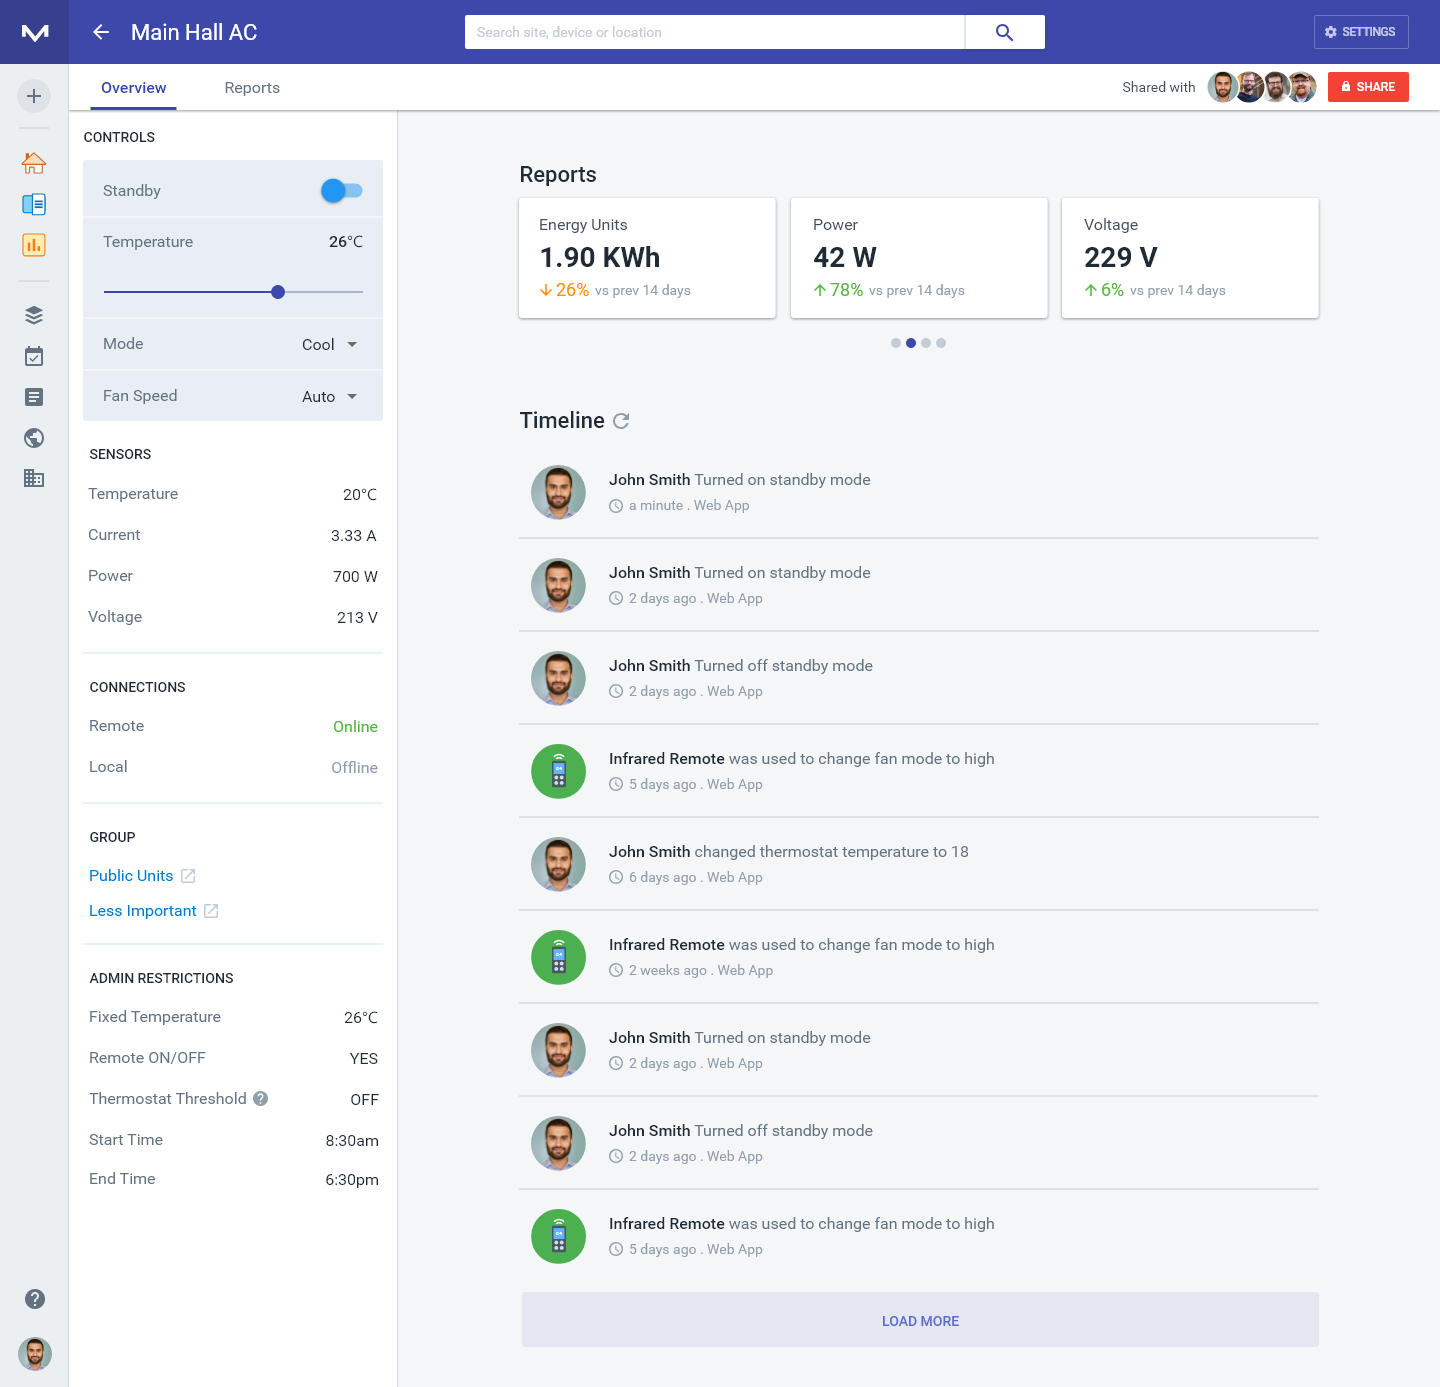 Main Hall AC
Search site, device or location
SETTINGS
Overview
Reports
Shared with
SHARE
CONTROLS
Standby
Temperature 26°C
Mode Cool
Fan Speed Auto
SENSORS
Temperature 20°C
Current 3.33 A
Power 700 W
Voltage 213 V
CONNECTIONS
Remote Online
Local Offline
GROUP
Public Units
Less Important
ADMIN RESTRICTIONS
Fixed Temperature 26°C
Remote ON/OFF YES
Thermostat Threshold OFF
Start Time 8:30am
End Time 6:30pm
Reports
Energy Units
1.90 KWh
26% vs prev 14 days
Power
42 W
78% vs prev 14 days
Voltage
229 V
6% vs prev 14 days
Timeline
John Smith Turned on standby mode
a minute . Web App
John Smith Turned on standby mode
2 days ago . Web App
John Smith Turned off standby mode
2 days ago . Web App
Infrared Remote was used to change fan mode to high
5 days ago . Web App
John Smith changed thermostat temperature to 18
6 days ago . Web App
Infrared Remote was used to change fan mode to high
2 weeks ago . Web App
John Smith Turned on standby mode
2 days ago . Web App
John Smith Turned off standby mode
2 days ago . Web App
Infrared Remote was used to change fan mode to high
5 days ago . Web App
LOAD MORE